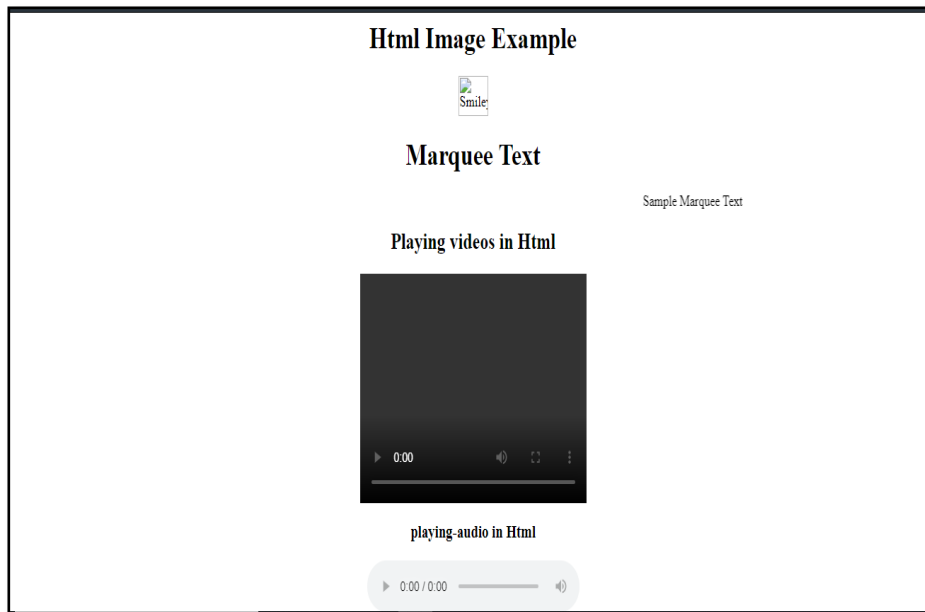 Html Image Example
Smiley
Marquee Text
Sample Marquee Text
Playing videos in Html
0:00
playing-audio in Html
0:00 / 0:00